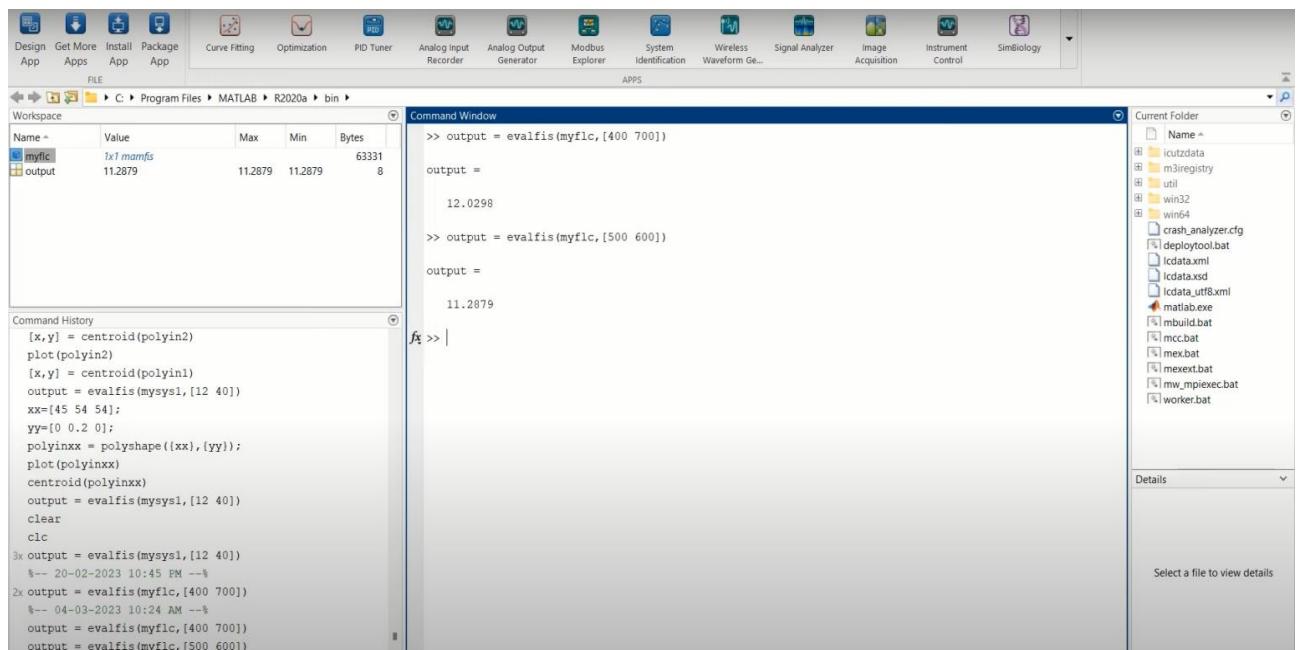 Design App
Get More Apps
Install App
Package App
Curve Fitting
Optimization
PID
PID Tuner
Analog Input Recorder
Analog Output Generator
Modbus Explorer
System Identification
Wireless Waveform Ge...
Signal Analyzer
Image Acquisition
Instrument Control
SimBiology
FILE
APPS
C: Program Files MATLAB R2020a bin
Workspace
Name Value Max Min Bytes
myflc 1x1 mamfis 63331
output 11.2879 11.2879 11.2879 8
Command History
[x,y] = centroid(polyin2)
plot(polyin2)
[x,y] = centroid(polyin1)
output = evalfis(mysys1,[12 40])
xx=[45 54 54];
yy=[0 0.2 0];
polyinxx = polyshape({xx},{yy});
plot(polyinxx)
centroid(polyinxx)
output = evalfis(mysys1,[12 40])
clear
clc
3x output = evalfis(mysys1,[12 40])
%-- 20-02-2023 10:45 PM --%
2x output = evalfis(myflc,[400 700])
%-- 04-03-2023 10:24 AM --%
output = evalfis(myflc,[400 700])
output = evalfis(myflc,[500 600])
Command Window
>> output = evalfis(myflc,[400 700])
output =
12.0298
>> output = evalfis(myflc,[500 600])
output =
11.2879
fx >>
Current Folder
Name
icutzdata
m3iregistry
util
win32
win64
crash_analyzer.cfg
deploytool.bat
lcdata.xml
lcdata.xsd
lcdata_utf8.xml
matlab.exe
mbuild.bat
mcc.bat
mex.bat
mexext.bat
mw_mpiexec.bat
worker.bat
Details
Select a file to view details